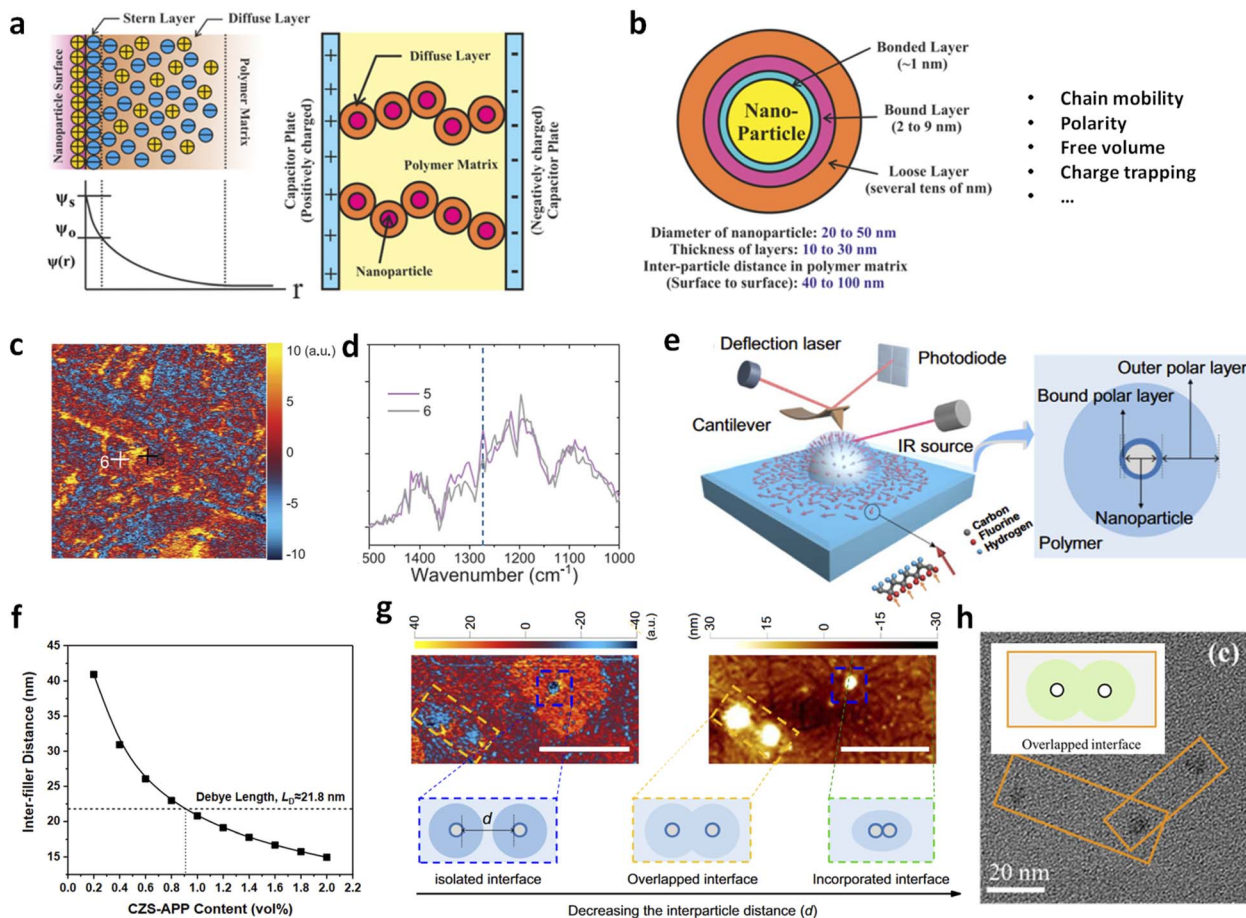 a
Stern Layer
Diffuse Layer
Nanoparticle Surface
Polymer Matrix
Ψs
Ψo
Ψ(r)
r
Capacitor Plate
(Positively charged)
Diffuse Layer
Polymer Matrix
Nanoparticle
(Negatively charged)
Capacitor Plate
b
Nano-
Particle
Bonded Layer
(~1 nm)
Bound Layer
(2 to 9 nm)
Loose Layer
(several tens of nm)
Diameter of nanoparticle: 20 to 50 nm
Thickness of layers: 10 to 30 nm
Inter-particle distance in polymer matrix
(Surface to surface): 40 to 100 nm
• Chain mobility
• Polarity
• Free volume
• Charge trapping
• ...
c
10 (a.u.)
5
0
-5
-10
6
d
5
6
1400
1300
1200
1100
1000
Wavenumber (cm⁻¹)
e
Deflection laser
Photodiode
Cantilever
IR source
Carbon
Fluorine
Hydrogen
Outer polar layer
Bound polar layer
Nanoparticle
Polymer
f
45
40
35
30
25
20
15
Inter-filler Distance (nm)
Debye Length, LD≈21.8 nm
0.0 0.2 0.4 0.6 0.8 1.0 1.2 1.4 1.6 1.8 2.0 2.2
CZS-APP Content (vol%)
g
40
20
0
-20
-40
(a.u.)
(nm)
30
15
0
-15
-30
d
isolated interface
Overlapped interface
Incorporated interface
Decreasing the interparticle distance (d)
h
(c)
Overlapped interface
20 nm